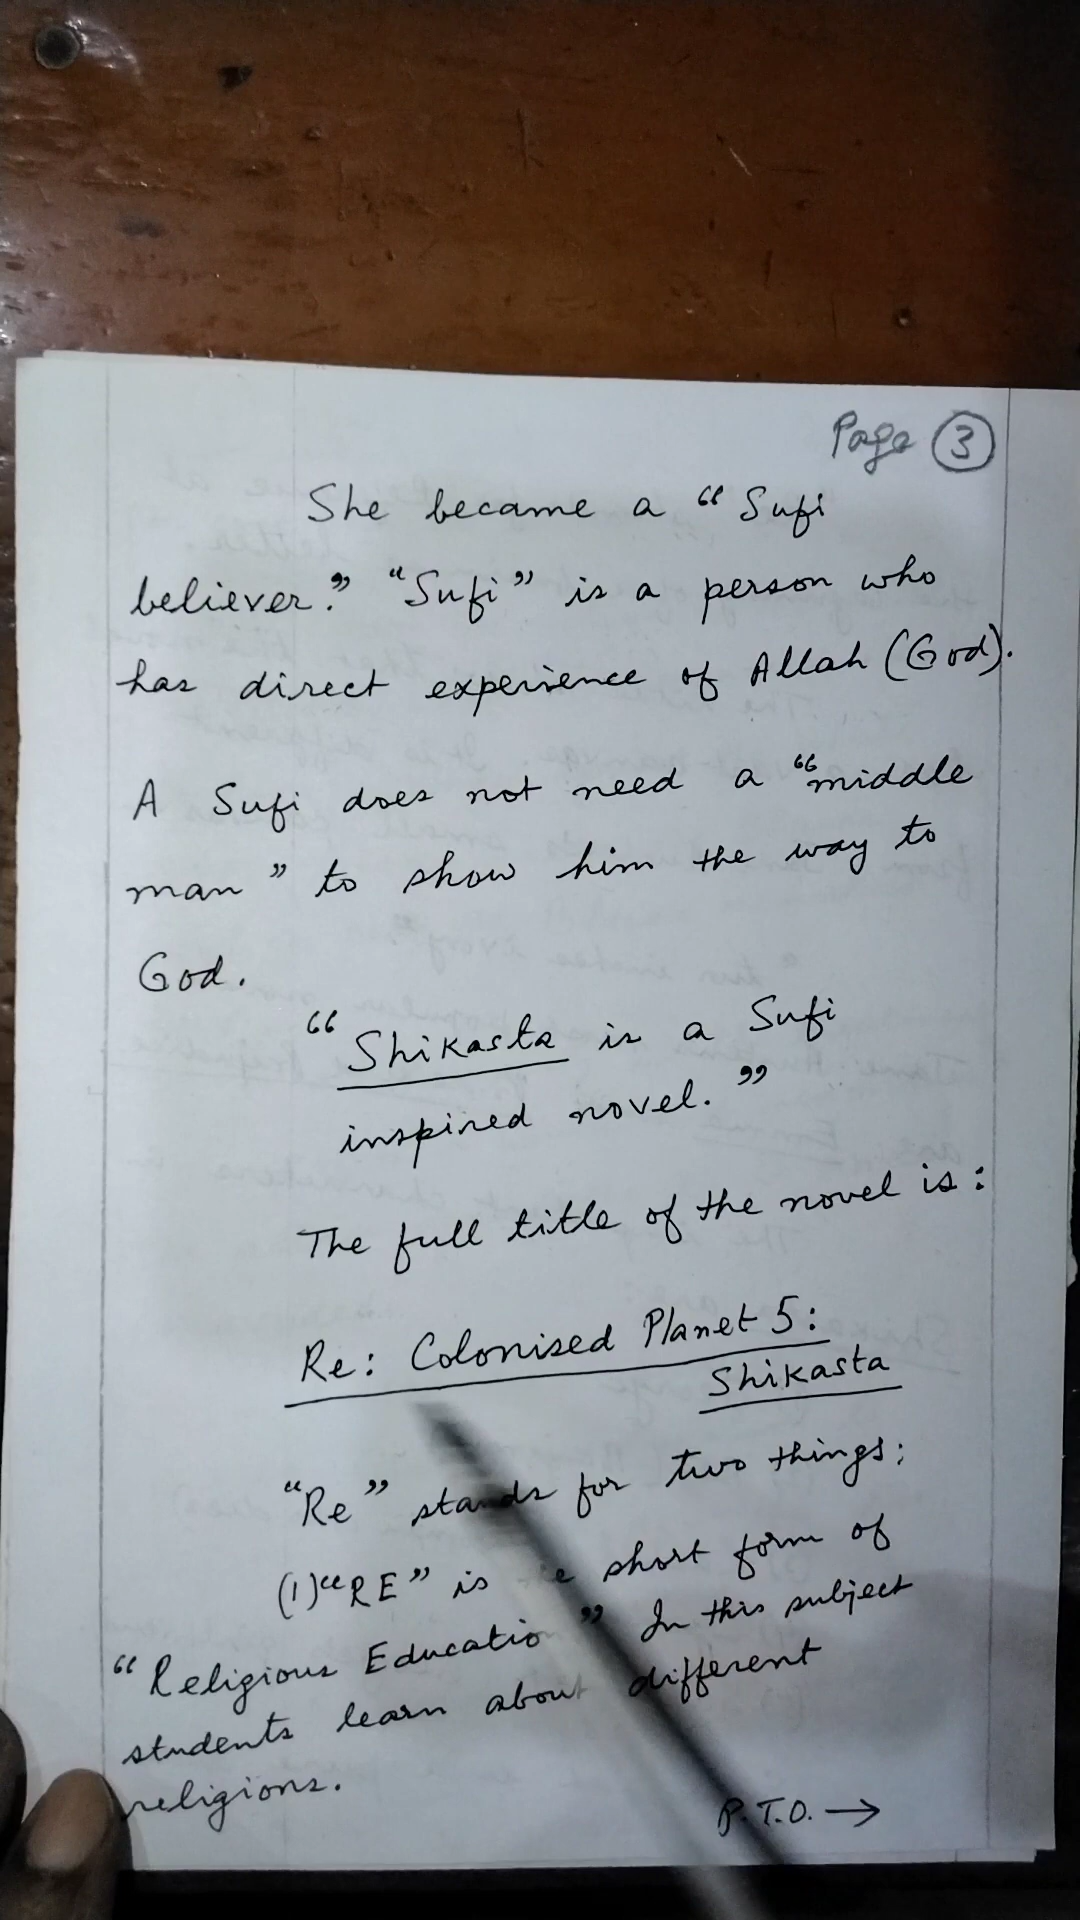 Page 3
She became a "Sufi
believer." "Sufi" is a person who
has direct experience of Allah (God).
A Sufi does not need a "middle
man" to show him the way to
God.
"Shikasta is a Sufi
inspired novel."
The full title of the novel is:
Re: Colonised Planet 5:
Shikasta
"Re" stands for two things:
(1) "RE" is short form of
"Religious Education" In this subject
students learn about different
religions.
P.T.O. →